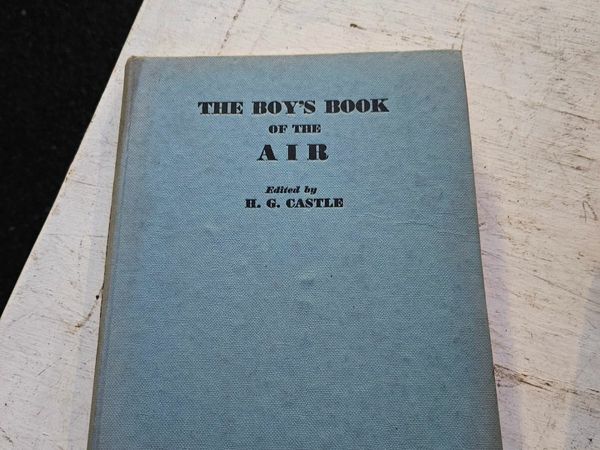 THE BOY'S BOOK
OF THE
AIR
Edited by
H. G. CASTLE